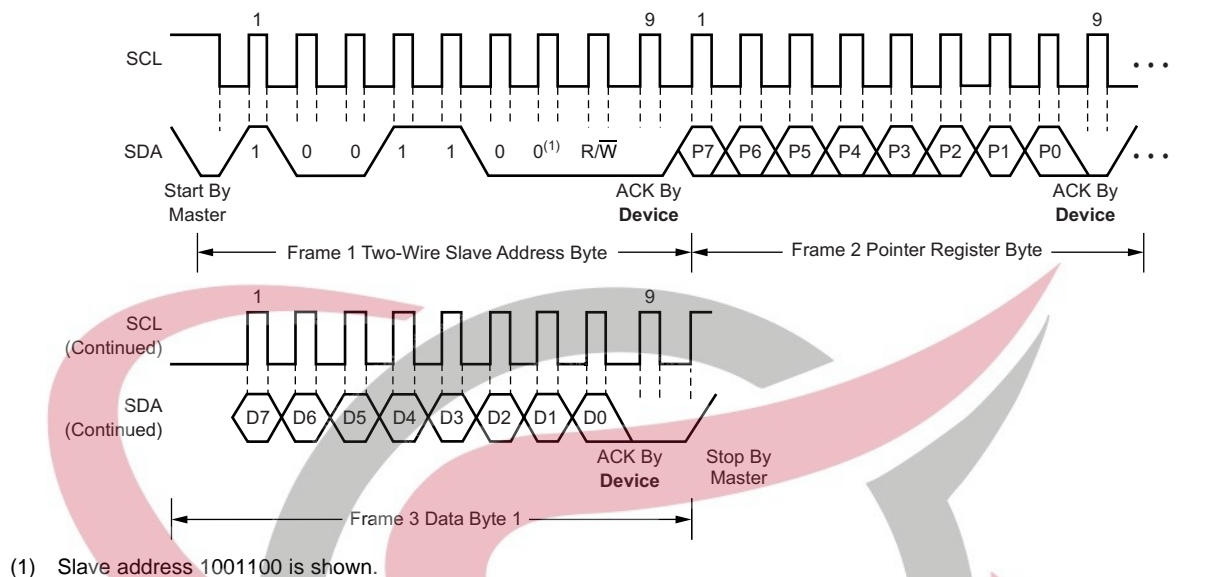 1 9 1 9
SCL
SDA 1 0 0 1 1 0 0(1) R/W̅ P7 P6 P5 P4 P3 P2 P1 P0
Start By Master
ACK By Device
ACK By Device
Frame 1 Two-Wire Slave Address Byte
Frame 2 Pointer Register Byte
1 9
SCL (Continued)
SDA (Continued)
D7 D6 D5 D4 D3 D2 D1 D0
ACK By Device
Stop By Master
Frame 3 Data Byte 1
(1) Slave address 1001100 is shown.